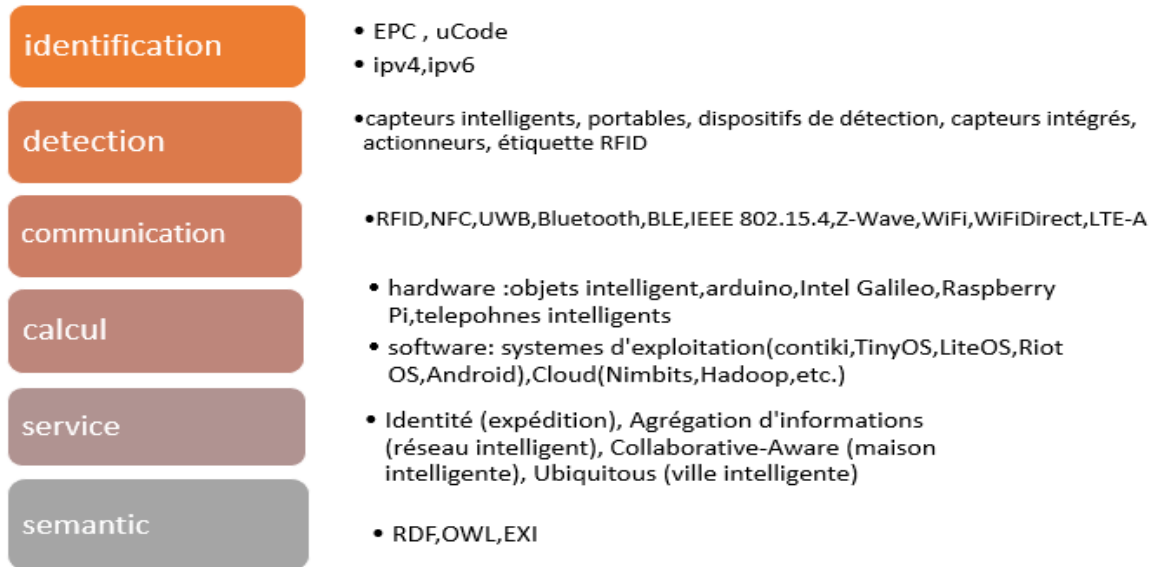 identification
• EPC , uCode
• ipv4,ipv6
detection
•capteurs intelligents, portables, dispositifs de détection, capteurs intégrés,
actionneurs, étiquette RFID
communication
•RFID,NFC,UWB,Bluetooth,BLE,IEEE 802.15.4,Z-Wave,WiFi,WiFiDirect,LTE-A
calcul
• hardware :objets intelligent,arduino,Intel Galileo,Raspberry
Pi,telepohnes intelligents
• software: systemes d'exploitation(contiki,TinyOS,LiteOS,Riot
OS,Android),Cloud(Nimbits,Hadoop,etc.)
service
• Identité (expédition), Agrégation d'informations
(réseau intelligent), Collaborative-Aware (maison
intelligente), Ubiquitous (ville intelligente)
semantic
• RDF,OWL,EXI